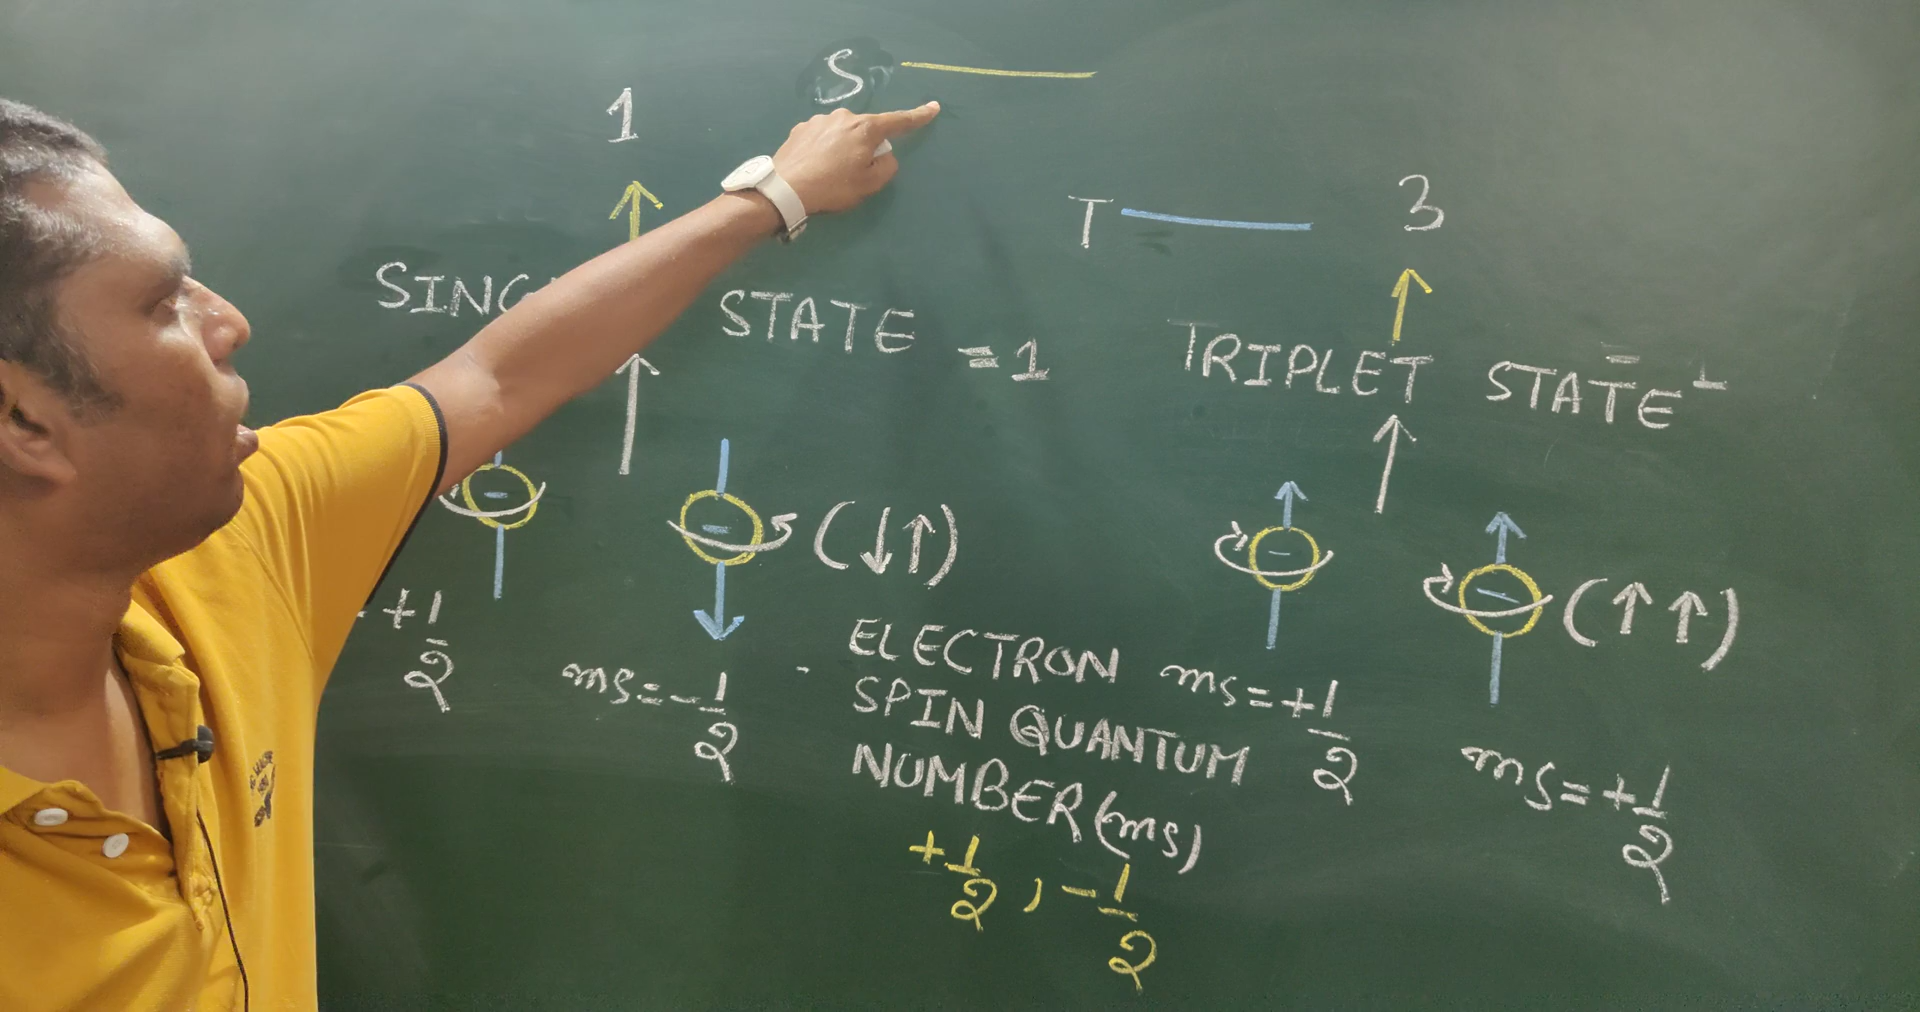 S
1
T
3
STATE = 1
TRIPLET STATE
(↓↑)
(↑↑)
+1/2
ms = -1/2
ELECTRON
SPIN QUANTUM
NUMBER (ms)
+1/2, -1/2
ms = +1/2
ms = +1/2